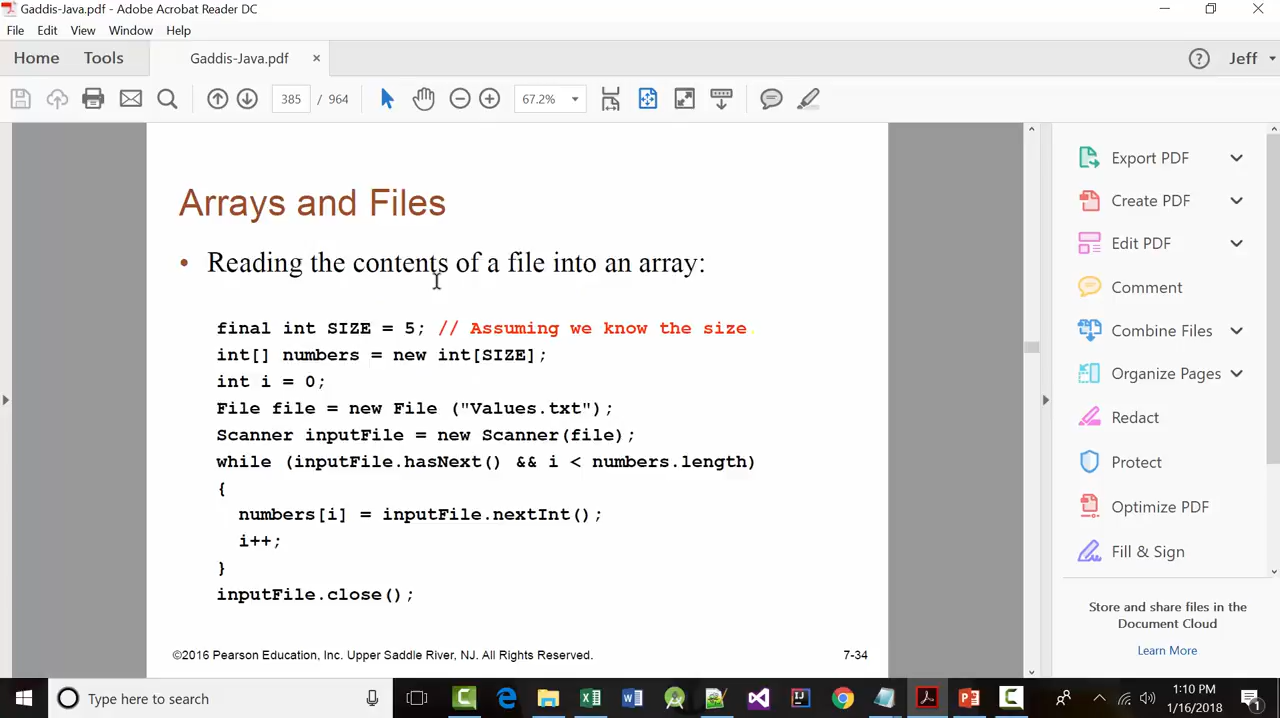 Gaddis-Java.pdf - Adobe Acrobat Reader DC
File Edit View Window Help
Home Tools Gaddis-Java.pdf × ? Jeff
385 / 964 67.2%
Arrays and Files
• Reading the contents of a file into an array:
final int SIZE = 5; // Assuming we know the size
int[] numbers = new int[SIZE];
int i = 0;
File file = new File ("Values.txt");
Scanner inputFile = new Scanner(file);
while (inputFile.hasNext() && i < numbers.length)
{
numbers[i] = inputFile.nextInt();
i++;
}
inputFile.close();
©2016 Pearson Education, Inc. Upper Saddle River, NJ. All Rights Reserved.
7-34
Export PDF
Create PDF
Edit PDF
Comment
Combine Files
Organize Pages
Redact
Protect
Optimize PDF
Fill & Sign
Store and share files in the
Document Cloud
Learn More
Type here to search
1:10 PM
1/16/2018